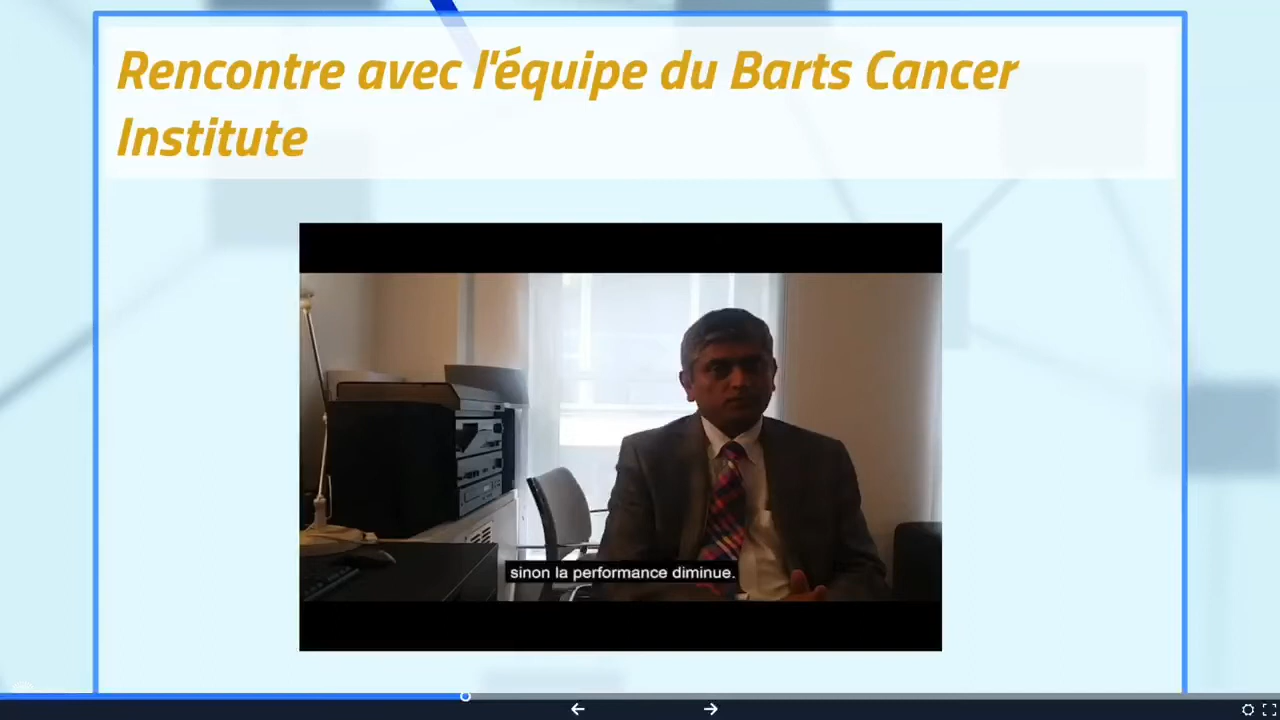 Rencontre avec l'équipe du Barts Cancer
Institute
sinon la performance diminue.